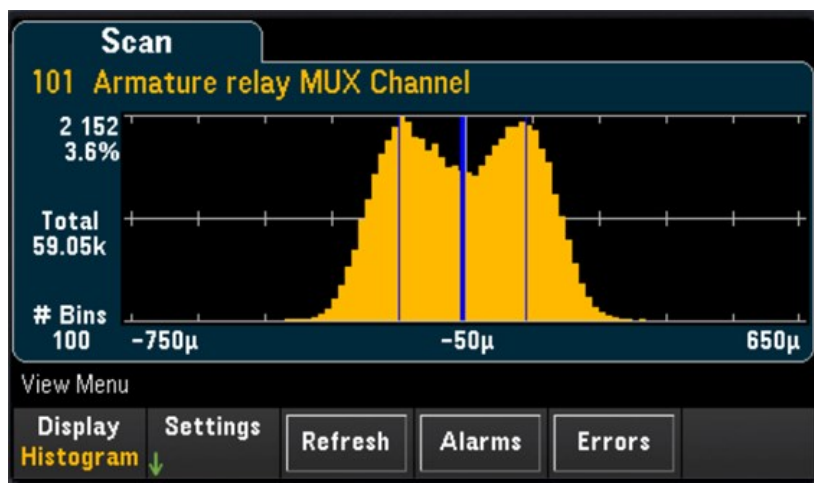 Scan
101 Armature relay MUX Channel
2 152
3.6%
Total
59.05k
# Bins
100
-750µ -50µ 650µ
View Menu
Display Settings Refresh Alarms Errors
Histogram